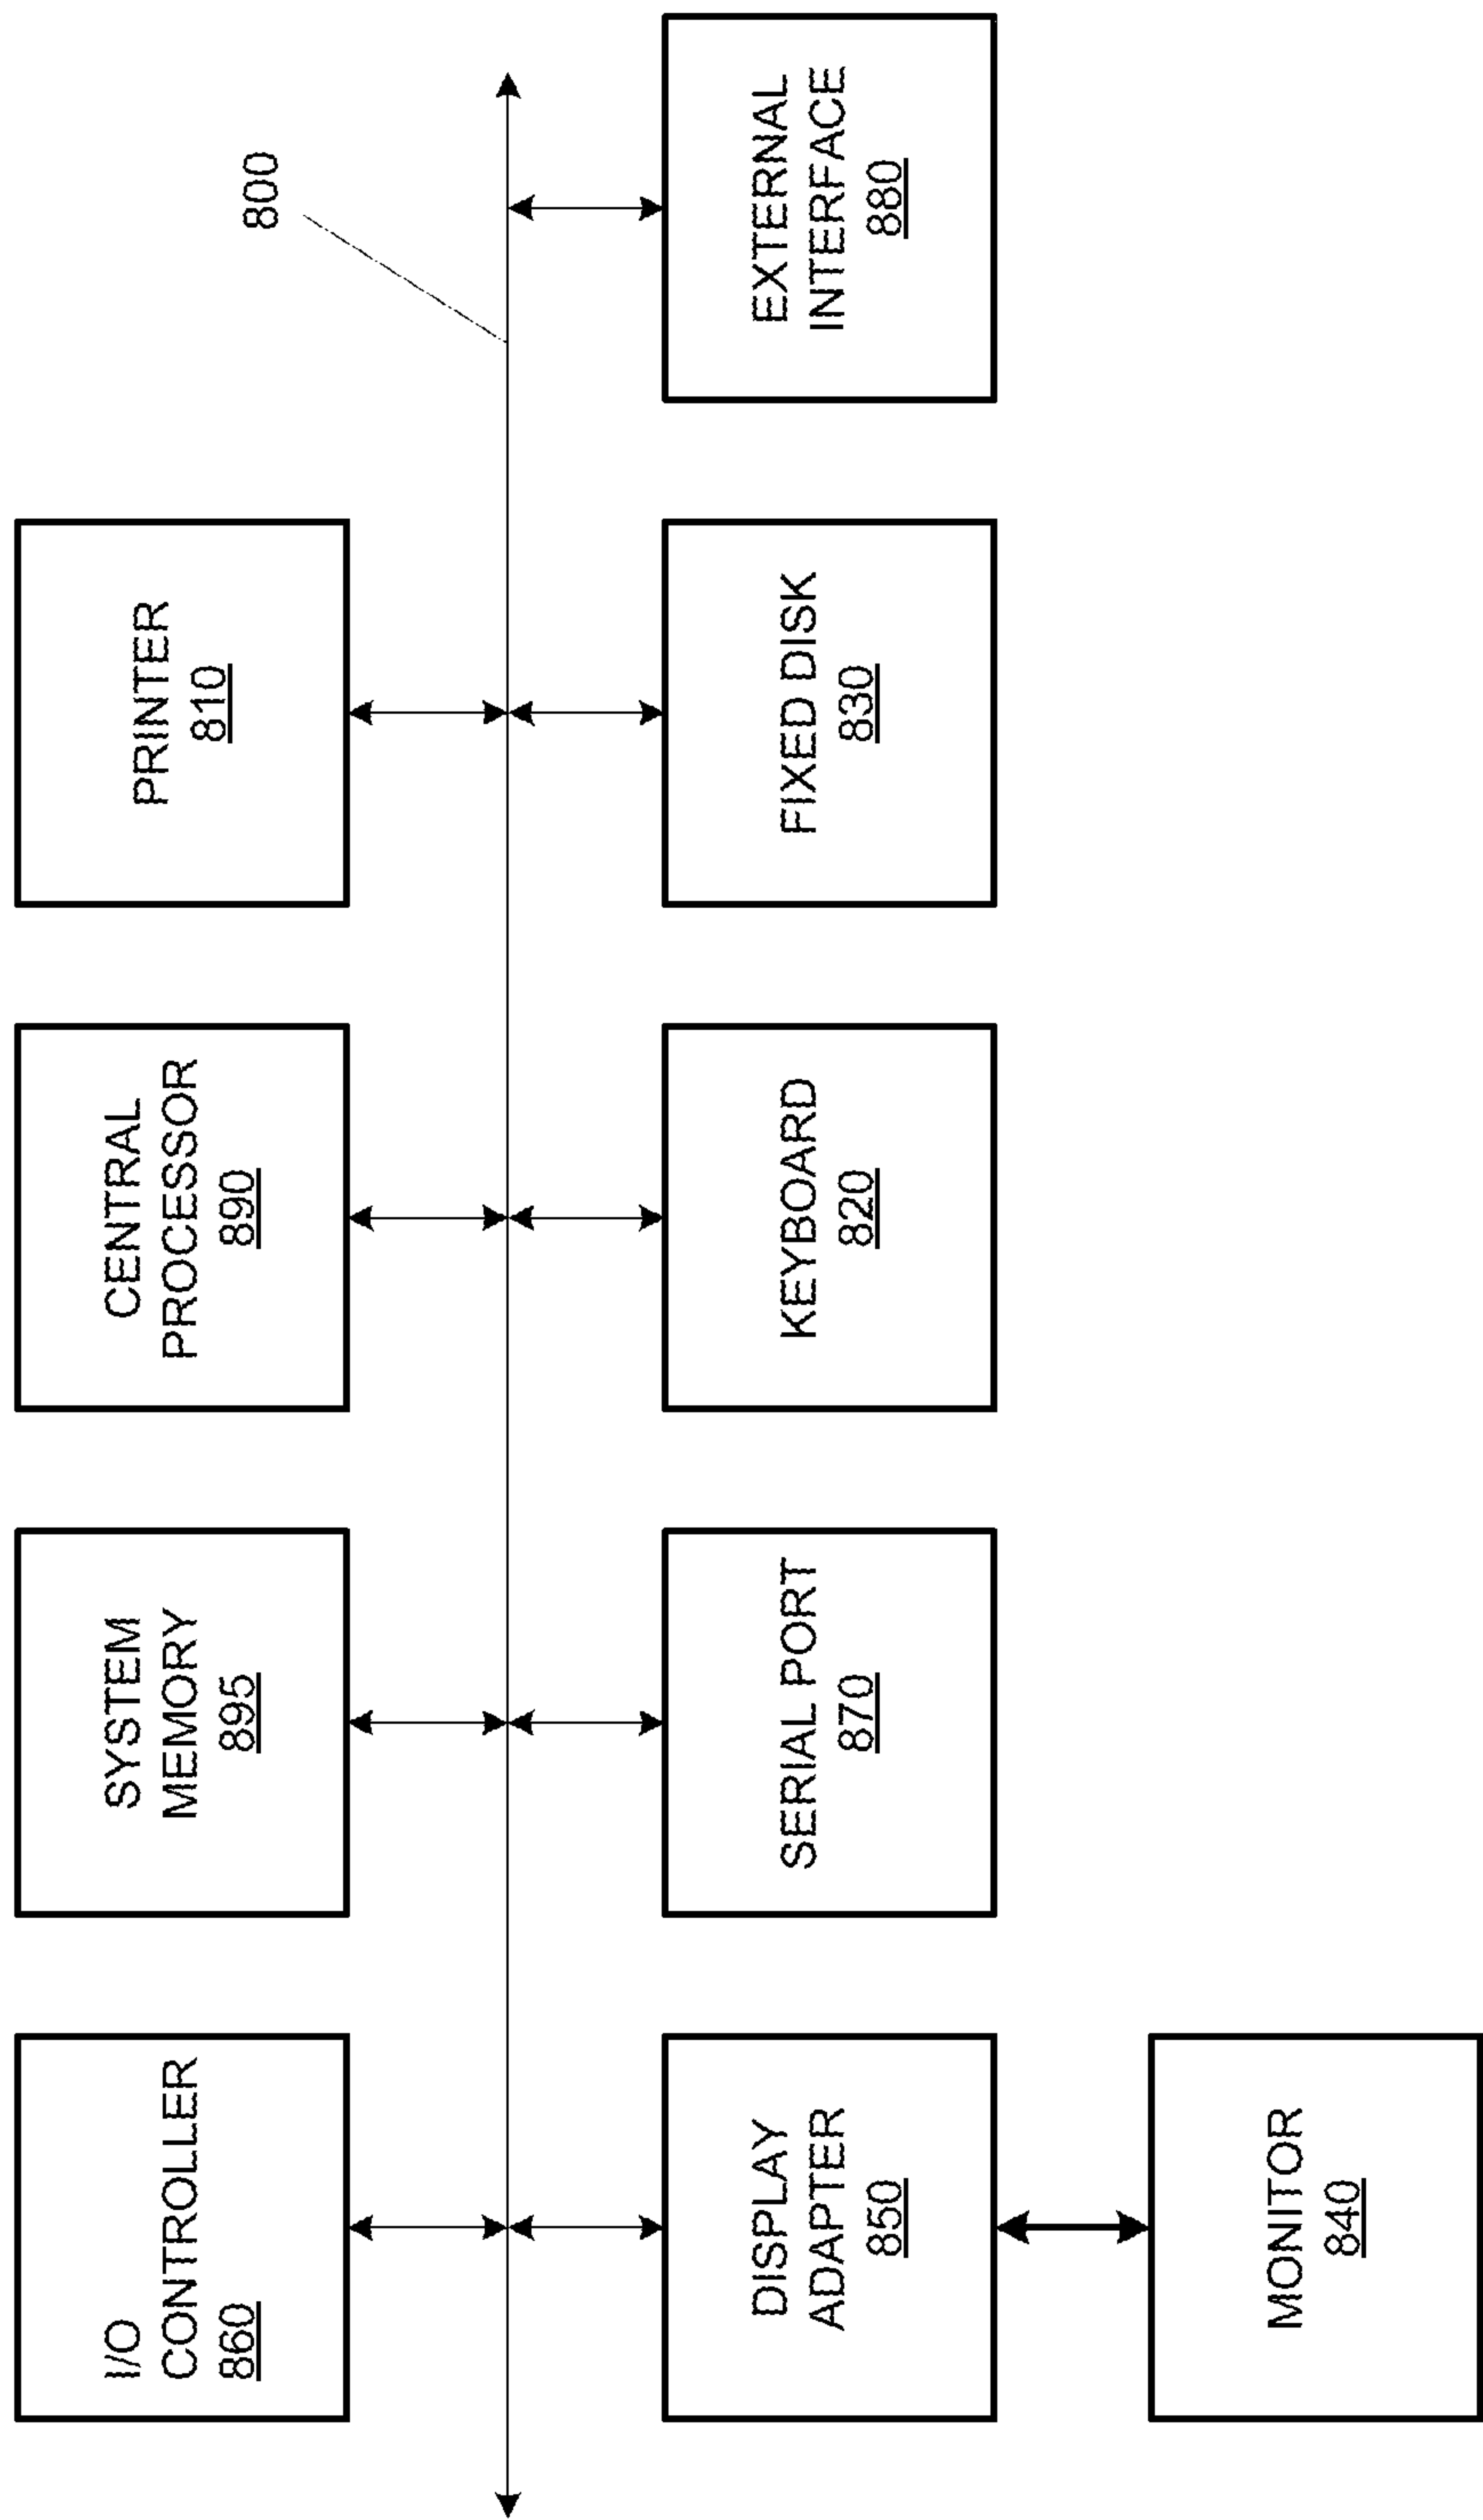 800
I/O
CONTROLLER
860
SYSTEM
MEMORY
895
CENTRAL
PROCESSOR
890
PRINTER
810
DISPLAY
ADAPTER
850
SERIAL PORT
870
KEYBOARD
820
FIXED DISK
830
EXTERNAL
INTERFACE
880
MONITOR
840